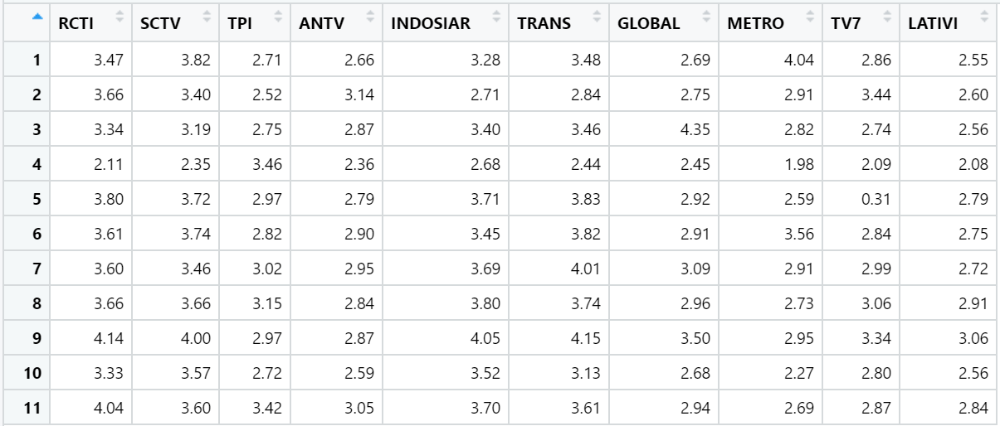 RCTI SCTV TPI ANTV INDOSIAR TRANS GLOBAL METRO TV7 LATIVI
1 3.47 3.82 2.71 2.66 3.28 3.48 2.69 4.04 2.86 2.55
2 3.66 3.40 2.52 3.14 2.71 2.84 2.75 2.91 3.44 2.60
3 3.34 3.19 2.75 2.87 3.40 3.46 4.35 2.82 2.74 2.56
4 2.11 2.35 3.46 2.36 2.68 2.44 2.45 1.98 2.09 2.08
5 3.80 3.72 2.97 2.79 3.71 3.83 2.92 2.59 0.31 2.79
6 3.61 3.74 2.82 2.90 3.45 3.82 2.91 3.56 2.84 2.75
7 3.60 3.46 3.02 2.95 3.69 4.01 3.09 2.91 2.99 2.72
8 3.66 3.66 3.15 2.84 3.80 3.74 2.96 2.73 3.06 2.91
9 4.14 4.00 2.97 2.87 4.05 4.15 3.50 2.95 3.34 3.06
10 3.33 3.57 2.72 2.59 3.52 3.13 2.68 2.27 2.80 2.56
11 4.04 3.60 3.42 3.05 3.70 3.61 2.94 2.69 2.87 2.84